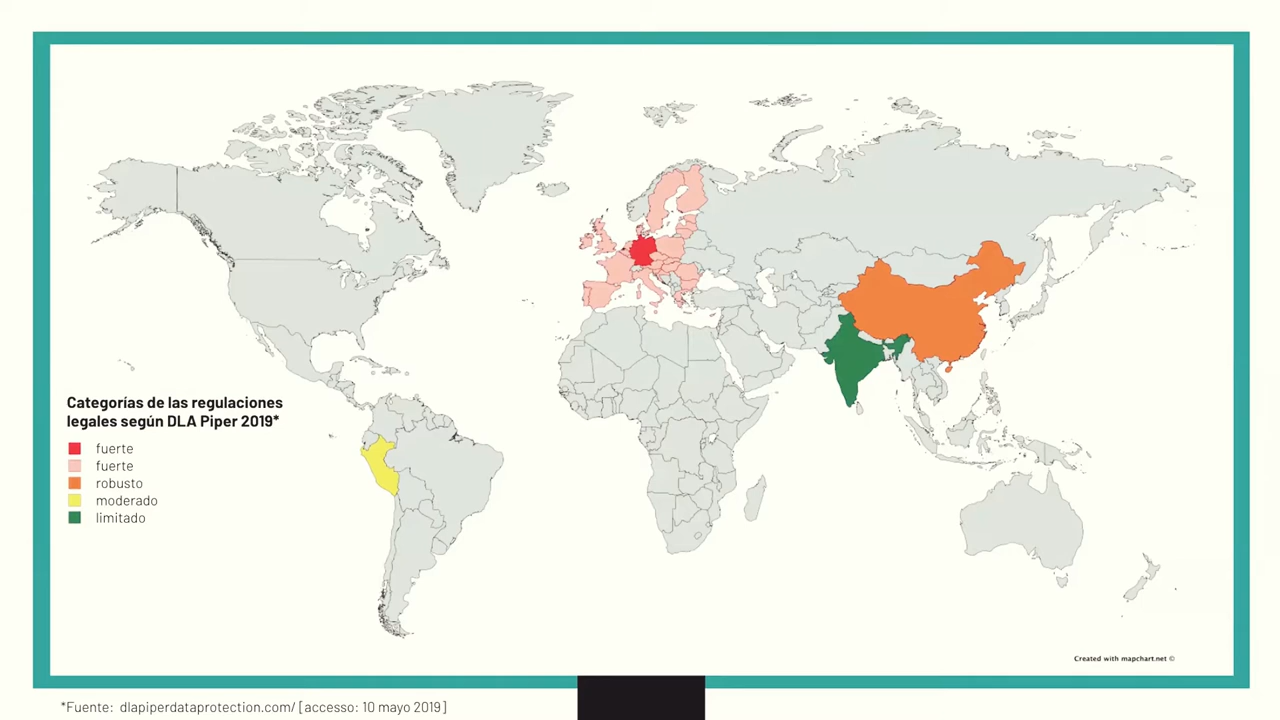 Categorías de las regulaciones
legales según DLA Piper 2019*
fuerte
fuerte
robusto
moderado
limitado
Created with mapchart.net ©
*Fuente: dlapiperdataprotection.com/ [accesso: 10 mayo 2019]